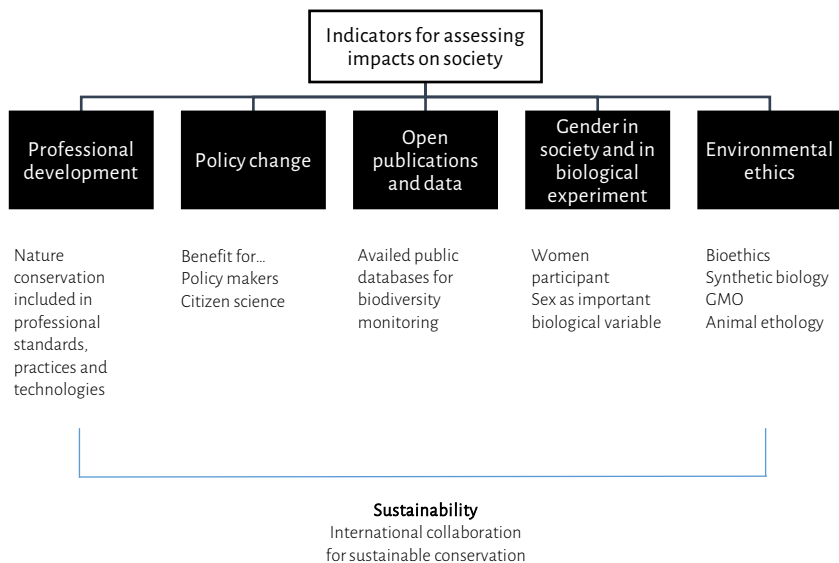 Indicators for assessing
impacts on society
Professional
development
Policy change
Open
publications
and data
Gender in
society and in
biological
experiment
Environmental
ethics
Nature
conservation
included in
professional
standards,
practices and
technologies
Benefit for…
Policy makers
Citizen science
Availed public
databases for
biodiversity
monitoring
Women
participant
Sex as important
biological variable
Bioethics
Synthetic biology
GMO
Animal ethology
Sustainability
International collaboration
for sustainable conservation